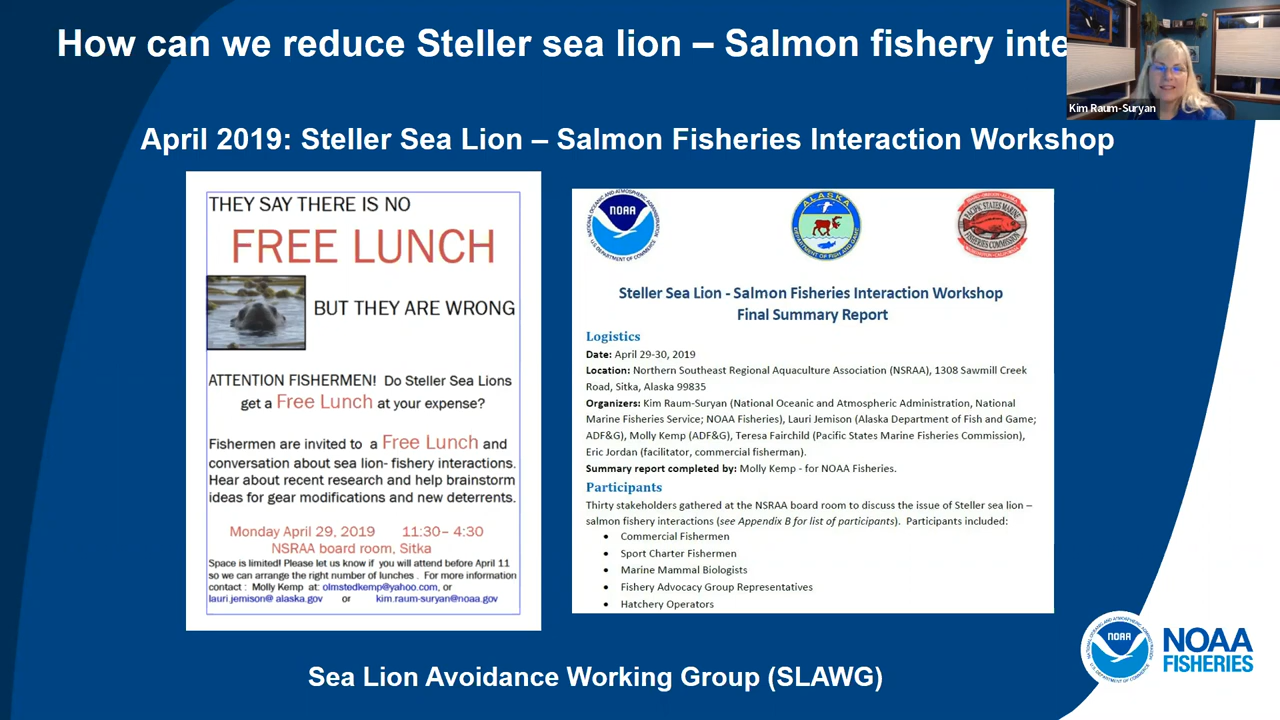 How can we reduce Steller sea lion – Salmon fishery inte
Kim Raum-Suryan
April 2019: Steller Sea Lion – Salmon Fisheries Interaction Workshop
THEY SAY THERE IS NO
FREE LUNCH
BUT THEY ARE WRONG
ATTENTION FISHERMEN! Do Steller Sea Lions
get a Free Lunch at your expense?
Fishermen are invited to a Free Lunch and
conversation about sea lion- fishery interactions.
Hear about recent research and help brainstorm
ideas for gear modifications and new deterrents.
Monday April 29, 2019 11:30– 4:30
NSRAA board room, Sitka
Space is limited! Please let us know if you will attend before April 11
so we can arrange the right number of lunches . For more information
contact : Molly Kemp at: olmstedkemp@yahoo.com, or
lauri.jemison@ alaska.gov or kim.raum-suryan@noaa.gov
NOAA
ALASKA
Steller Sea Lion - Salmon Fisheries Interaction Workshop
Final Summary Report
Logistics
Date: April 29-30, 2019
Location: Northern Southeast Regional Aquaculture Association (NSRAA), 1308 Sawmill Creek
Road, Sitka, Alaska 99835
Organizers: Kim Raum-Suryan (National Oceanic and Atmospheric Administration, National
Marine Fisheries Service; NOAA Fisheries), Lauri Jemison (Alaska Department of Fish and Game;
ADF&G), Molly Kemp (ADF&G), Teresa Fairchild (Pacific States Marine Fisheries Commission),
Eric Jordan (facilitator, commercial fisherman).
Summary report completed by: Molly Kemp - for NOAA Fisheries.
Participants
Thirty stakeholders gathered at the NSRAA board room to discuss the issue of Steller sea lion –
salmon fishery interactions (see Appendix B for list of participants). Participants included:
• Commercial Fishermen
• Sport Charter Fishermen
• Marine Mammal Biologists
• Fishery Advocacy Group Representatives
• Hatchery Operators
Sea Lion Avoidance Working Group (SLAWG)
NOAA
NOAA
FISHERIES